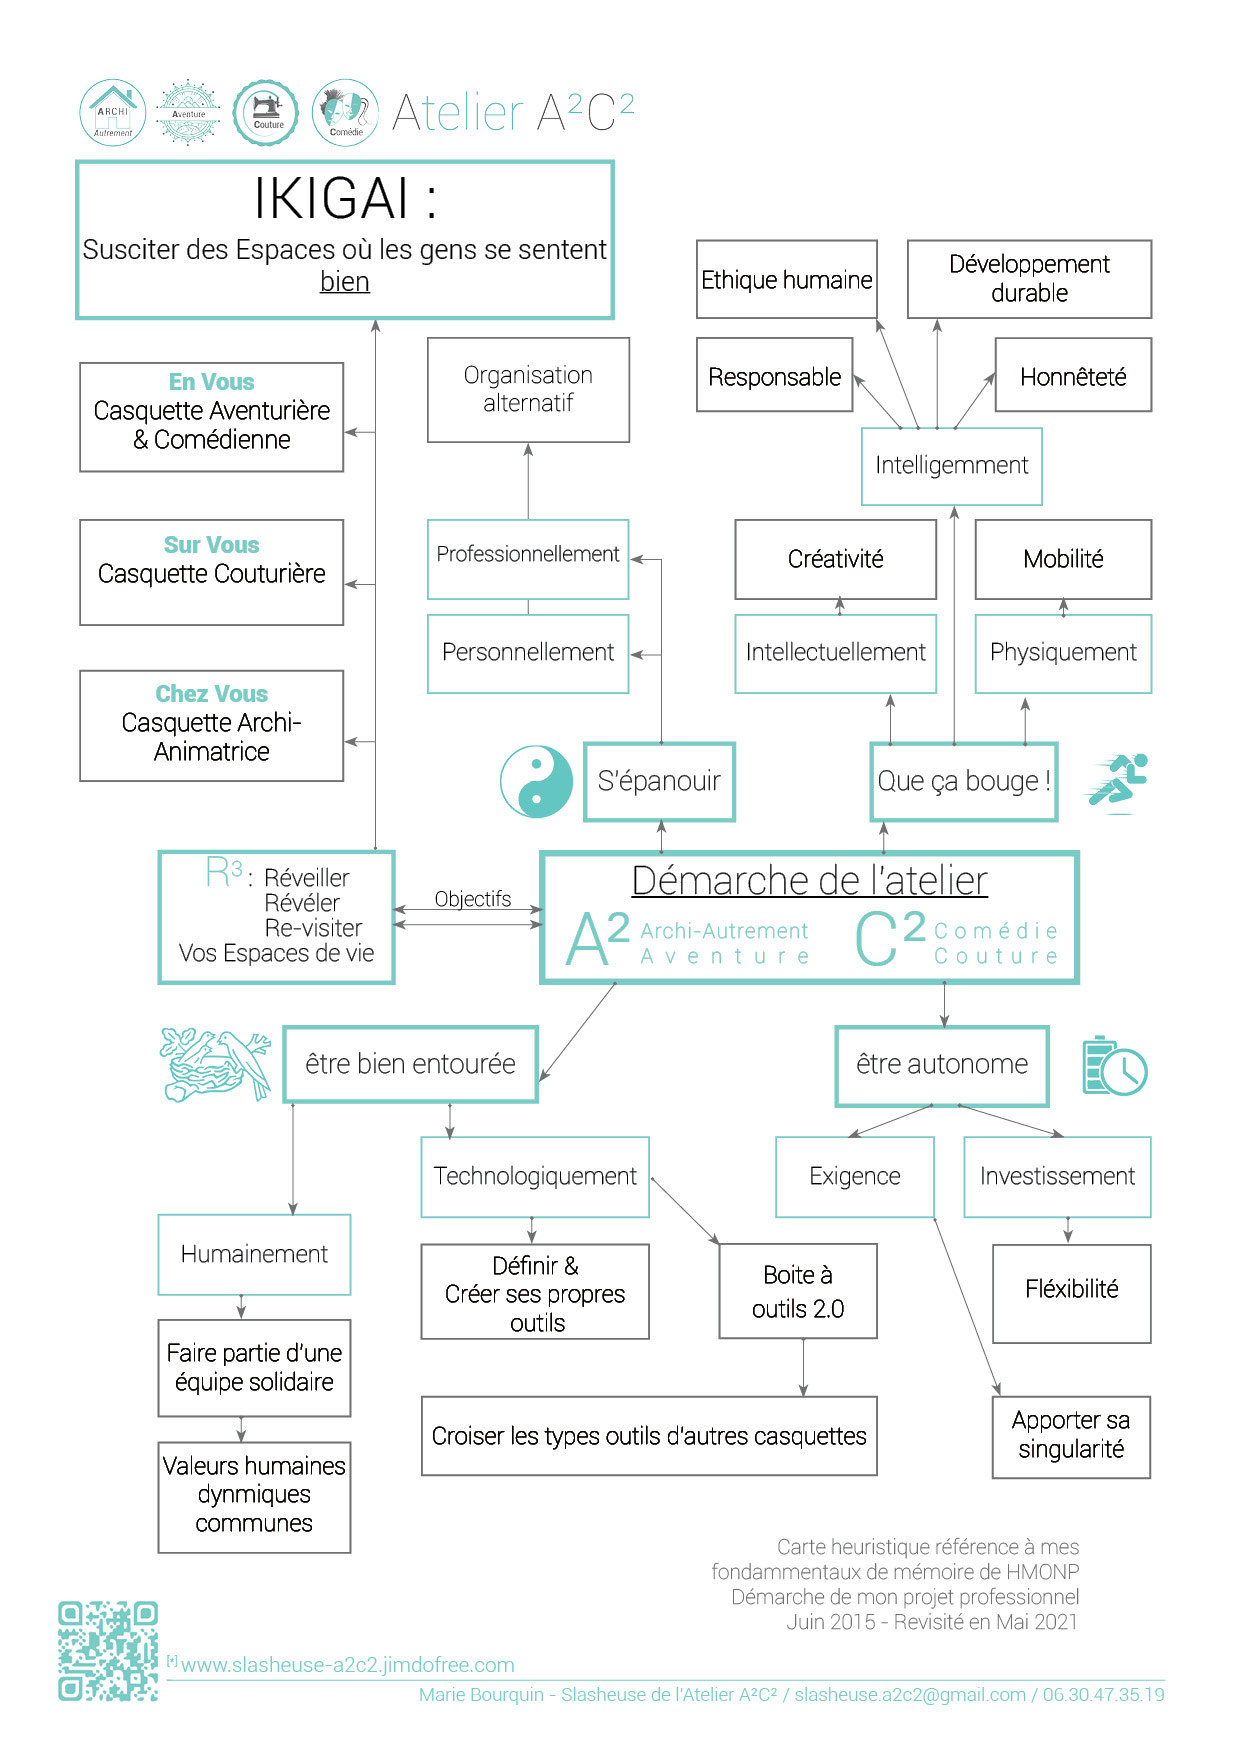 ARCHI
Autrement
Aventure
Couture
Comédie
Atelier A²C²
IKIGAI :
Susciter des Espaces où les gens se sentent
bien
Ethique humaine
Développement
durable
Responsable
Honnêteté
Intelligemment
En Vous
Casquette Aventurière
& Comédienne
Organisation
alternatif
Sur Vous
Casquette Couturière
Professionnellement
Créativité
Mobilité
Personnellement
Intellectuellement
Physiquement
Chez Vous
Casquette Archi-
Animatrice
S'épanouir
Que ça bouge !
R³ : Réveiller
Révéler
Re-visiter
Vos Espaces de vie
Objectifs
Démarche de l'atelier
A² Archi-Autrement
Aventure
C² Comédie
Couture
être bien entourée
être autonome
Technologiquement
Exigence
Investissement
Humainement
Définir &
Créer ses propres
outils
Boite à
outils 2.0
Fléxibilité
Faire partie d'une
équipe solidaire
Croiser les types outils d'autres casquettes
Apporter sa
singularité
Valeurs humaines
dynmiques
communes
Carte heuristique référence à mes
fondammentaux de mémoire de HMONP
Démarche de mon projet professionnel
Juin 2015 - Revisité en Mai 2021
[*] www.slasheuse-a2c2.jimdofree.com
Marie Bourquin - Slasheuse de l'Atelier A²C² / slasheuse.a2c2@gmail.com / 06.30.47.35.19